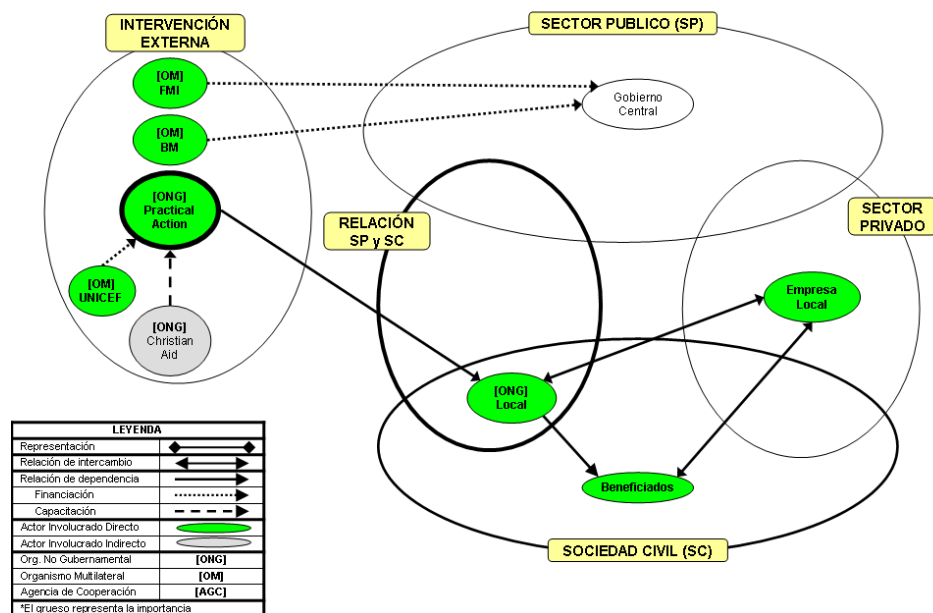 INTERVENCIÓN
EXTERNA
SECTOR PUBLICO (SP)
[OM]
FMI
[OM]
BM
Gobierno
Central
[ONG]
Practical
Action
RELACIÓN
SP y SC
SECTOR
PRIVADO
[OM]
UNICEF
[ONG]
Christian
Aid
Empresa
Local
[ONG]
Local
Beneficiados
SOCIEDAD CIVIL (SC)
LEYENDA
Representación
Relación de intercambio
Relación de dependencia
Financiación
Capacitación
Actor Involucrado Directo
Actor Involucrado Indirecto
Org. No Gubernamental [ONG]
Organismo Multilateral [OM]
Agencia de Cooperación [AGC]
*El grueso representa la importancia